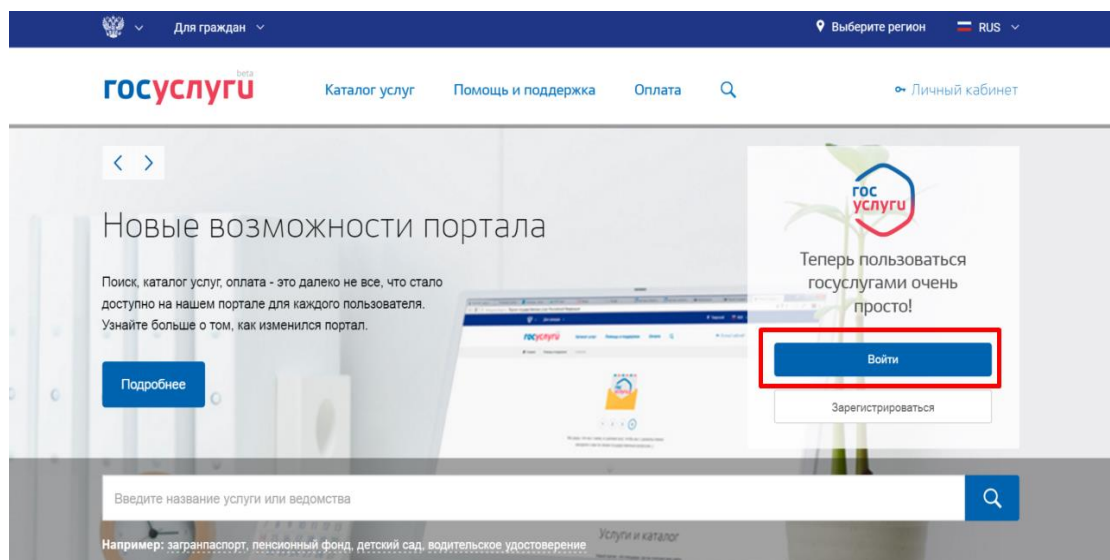 Для граждан
Выберите регион
RUS
госуслуги
beta
Каталог услуг
Помощь и поддержка
Оплата
Личный кабинет
Новые возможности портала
Поиск, каталог услуг, оплата - это далеко не все, что стало
доступно на нашем портале для каждого пользователя.
Узнайте больше о том, как изменился портал.
Подробнее
гос
услуги
Теперь пользоваться
госуслугами очень
просто!
Войти
Зарегистрироваться
госуслуги
Введите название услуги или ведомства
Например: загранпаспорт, пенсионный фонд, детский сад, водительское удостоверение
Услуги и каталог